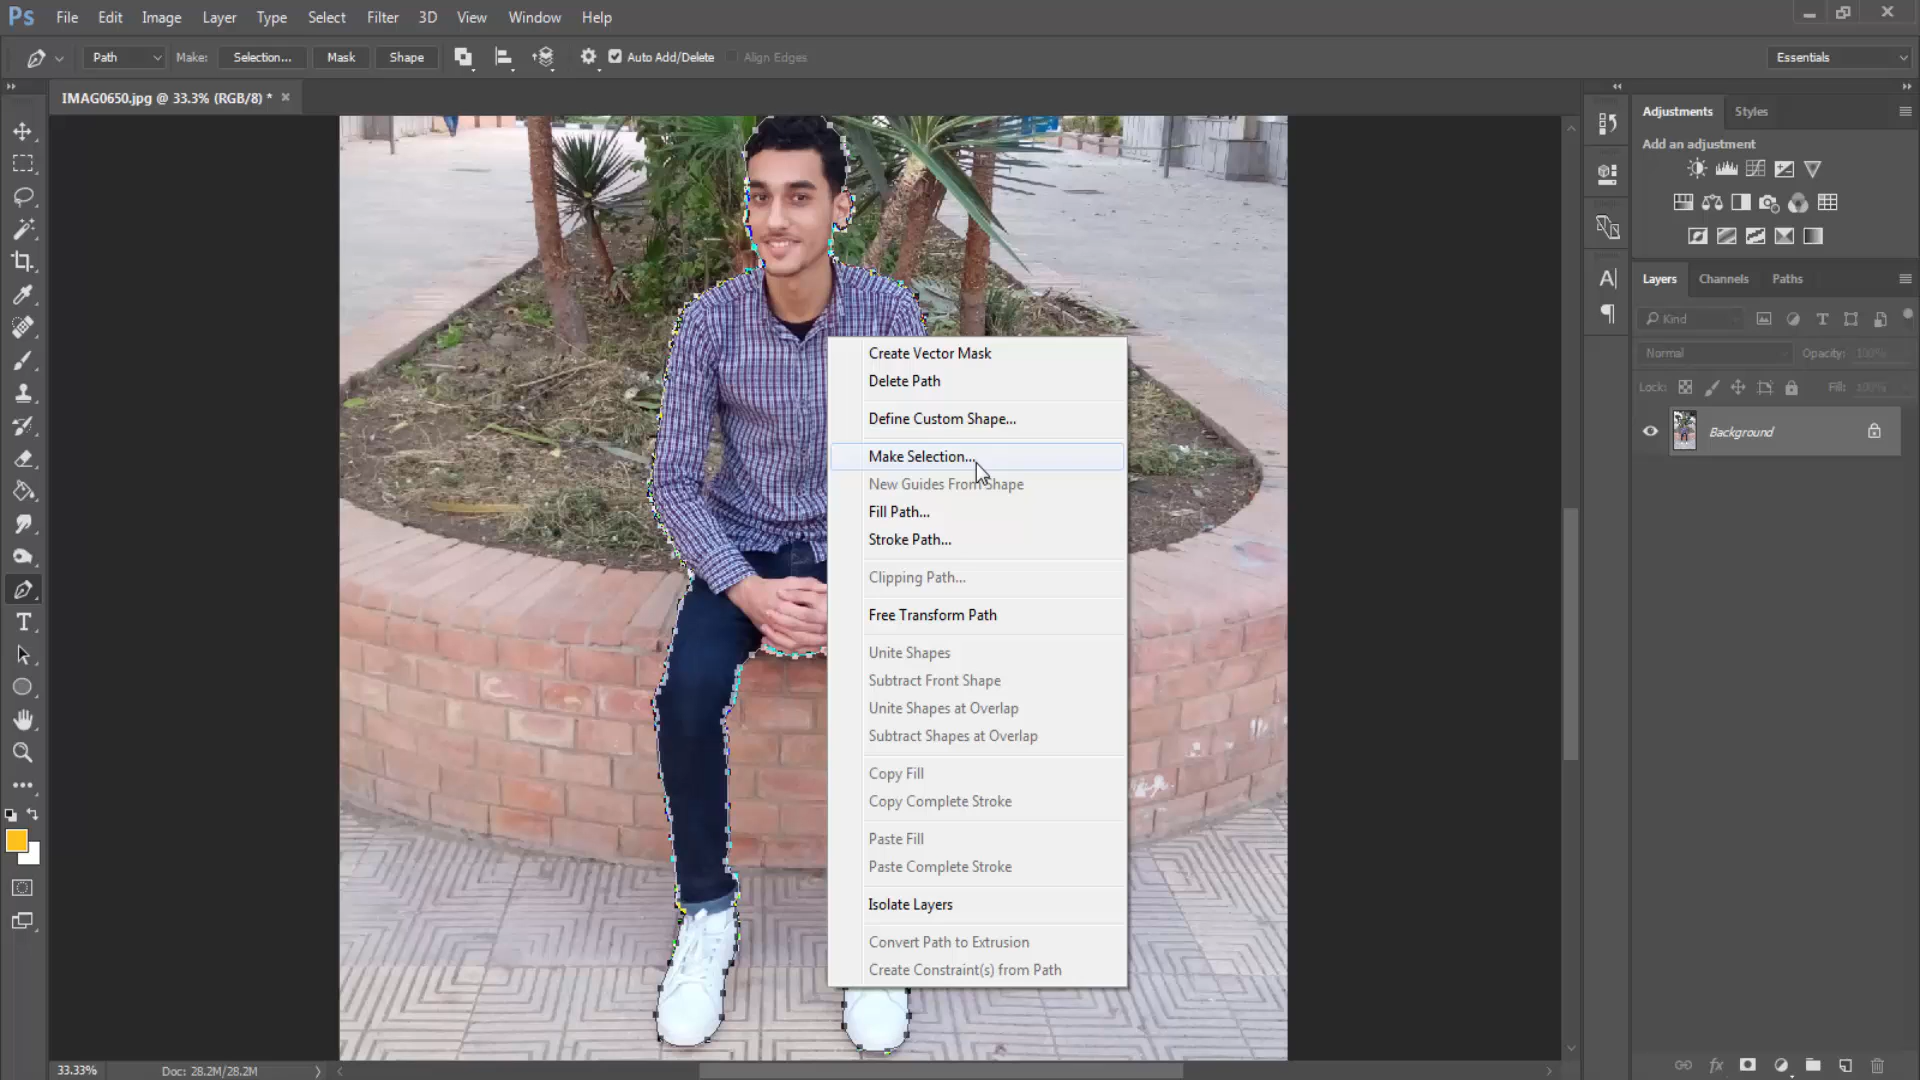 Ps File Edit Image Layer Type Select Filter 3D View Window Help
Path Make: Selection... Mask Shape Auto Add/Delete Align Edges Essentials
IMAG0650.jpg @ 33.3% (RGB/8) *
Adjustments Styles
Add an adjustment
Layers Channels Paths
Kind
Normal Opacity: 100%
Lock: Fill: 100%
Background
Create Vector Mask
Delete Path
Define Custom Shape...
Make Selection...
New Guides From Shape
Fill Path...
Stroke Path...
Clipping Path...
Free Transform Path
Unite Shapes
Subtract Front Shape
Unite Shapes at Overlap
Subtract Shapes at Overlap
Copy Fill
Copy Complete Stroke
Paste Fill
Paste Complete Stroke
Isolate Layers
Convert Path to Extrusion
Create Constraint(s) from Path
33.33% Doc: 28.2M/28.2M